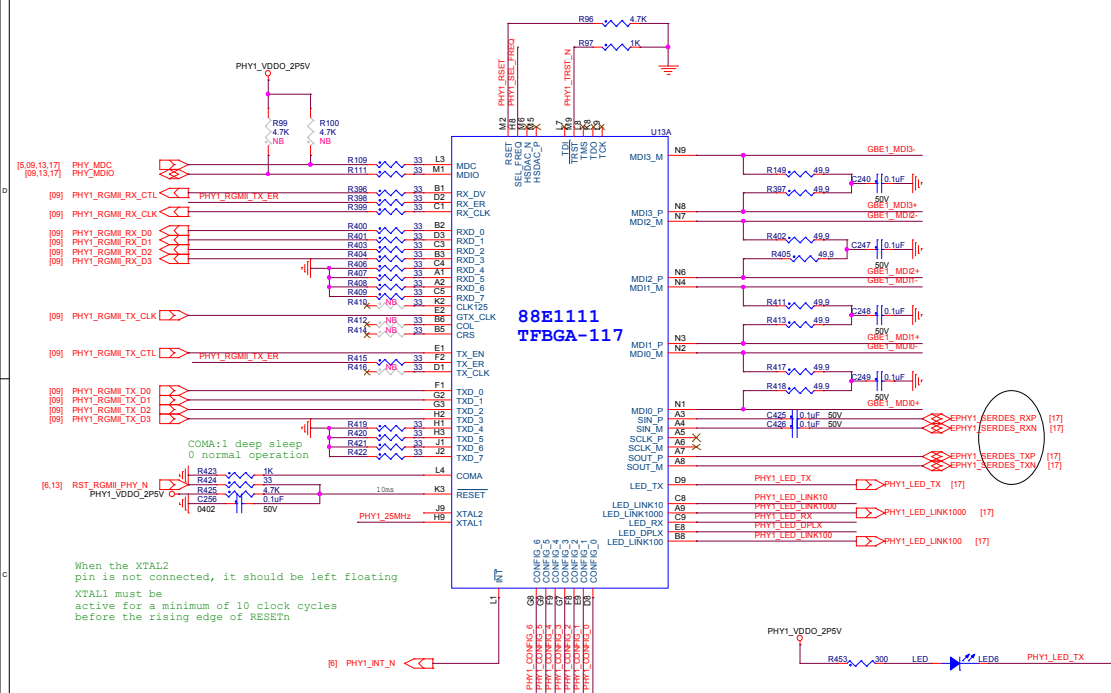 R96 4.7K
R97 1K
PHY1_VDDO_2P5V
PHY1_RSET
PHY1_SEL_FREQ
PHY1_TRST_N
R99 4.7K NB
R100 4.7K NB
M2 H8 M6 M5 L7 M9 L8 K8 L9
U13A
RSET
SEL_FREQ
HSDAC_N
HSDAC_P
TDI
TRST
TMS
TDO
TCK
[5,09,13,17] PHY_MDC R109 33 L3 MDC
[09,13,17] PHY_MDIO R111 33 M1 MDIO
[09] PHY1_RGMII_RX_CTL R396 33 B1 RX_DV
PHY1_RGMII_TX_ER R398 33 D2 RX_ER
[09] PHY1_RGMII_RX_CLK R399 33 C1 RX_CLK
[09] PHY1_RGMII_RX_D0 R400 33 B2 RXD_0
[09] PHY1_RGMII_RX_D1 R401 33 D3 RXD_1
[09] PHY1_RGMII_RX_D2 R403 33 C3 RXD_2
[09] PHY1_RGMII_RX_D3 R404 33 B3 RXD_3
R406 33 C4 RXD_4
R407 33 A1 RXD_5
R408 33 A2 RXD_6
R409 33 C5 RXD_7
R410 NB 33 K2 CLK125
[09] PHY1_RGMII_TX_CLK E2 GTX_CLK
R412 NB 33 B6 COL
R414 NB 33 B5 CRS
[09] PHY1_RGMII_TX_CTL E1 TX_EN
PHY1_RGMII_TX_ER R415 33 F2 TX_ER
R416 NB 33 D1 TX_CLK
[09] PHY1_RGMII_TX_D0 F1 TXD_0
[09] PHY1_RGMII_TX_D1 G2 TXD_1
[09] PHY1_RGMII_TX_D2 G3 TXD_2
[09] PHY1_RGMII_TX_D3 H2 TXD_3
R419 33 H1 TXD_4
R420 33 H3 TXD_5
R421 33 J1 TXD_6
R422 33 J2 TXD_7
COMA:1 deep sleep
0 normal operation
R423 1K L4 COMA
[6,13] RST_RGMII_PHY_N R424 33
PHY1_VDDO_2P5V R425 4.7K 10ms K3 RESET
C256 0.1uF
0402 50V
J9 XTAL2
PHY1_25MHz H9 XTAL1
When the XTAL2
pin is not connected, it should be left floating
XTAL1 must be
active for a minimum of 10 clock cycles
before the rising edge of RESETn
88E1111
TFBGA-117
MDI3_M N9 GBE1_MDI3-
R149 49,9
C240 0.1uF
R397 49,9
50V
MDI3_P N8 GBE1_MDI3+
MDI2_M N7 GBE1_MDI2-
R402 49,9
C247 0.1uF
R405 49,9
50V
MDI2_P N6 GBE1_MDI2+
MDI1_M N4 GBE1_MDI1-
R411 49,9
C248 0.1uF
R413 49,9
50V
MDI1_P N3 GBE1_MDI1+
MDI0_M N2 GBE1_MDI0-
R417 49,9
C249 0.1uF
R418 49,9
50V
MDI0_P N1 GBE1_MDI0+
SIN_P A3 C425 0.1uF 50V EPHY1_SERDES_RXP [17]
SIN_M A4 C426 0.1uF 50V EPHY1_SERDES_RXN [17]
SCLK_P A5
SCLK_M A6
SOUT_P A7 EPHY1_SERDES_TXP [17]
SOUT_M A8 EPHY1_SERDES_TXN [17]
LED_TX D9 PHY1_LED_TX PHY1_LED_TX [17]
LED_LINK10 C8 PHY1_LED_LINK10
LED_LINK1000 A9 PHY1_LED_LINK1000 PHY1_LED_LINK1000 [17]
LED_RX C9 PHY1_LED_RX
LED_DPLX E8 PHY1_LED_DPLX
LED_LINK100 B8 PHY1_LED_LINK100 PHY1_LED_LINK100 [17]
INT
CONFIG_6
CONFIG_5
CONFIG_4
CONFIG_3
CONFIG_2
CONFIG_1
CONFIG_0
L1 G8 G9 F9 G7 F8 E9 D8
PHY1_CONFIG_6
PHY1_CONFIG_5
PHY1_CONFIG_4
PHY1_CONFIG_3
PHY1_CONFIG_2
PHY1_CONFIG_1
PHY1_CONFIG_0
[6] PHY1_INT_N
PHY1_VDDO_2P5V
R453 300 LED LED6 PHY1_LED_TX
D
C